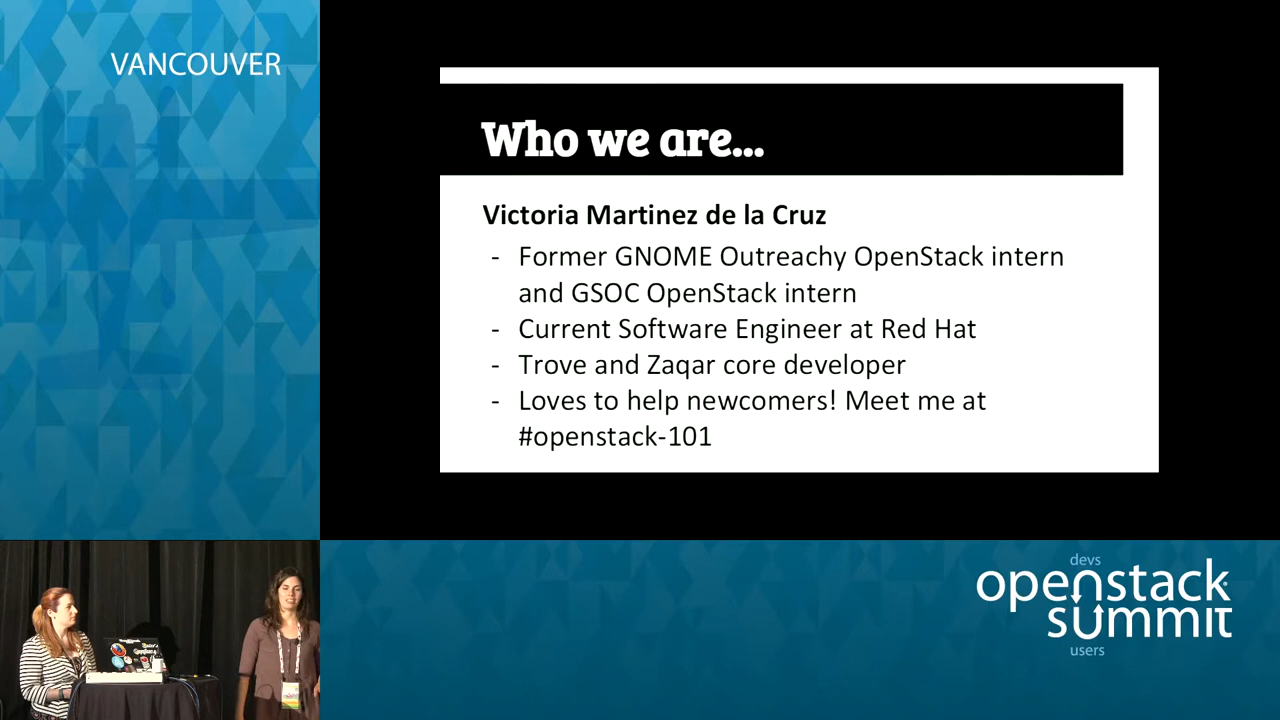 VANCOUVER
Who we are...
Victoria Martinez de la Cruz
- Former GNOME Outreachy OpenStack intern
and GSOC OpenStack intern
- Current Software Engineer at Red Hat
- Trove and Zaqar core developer
- Loves to help newcomers! Meet me at
#openstack-101
devs
openstack
summit
users